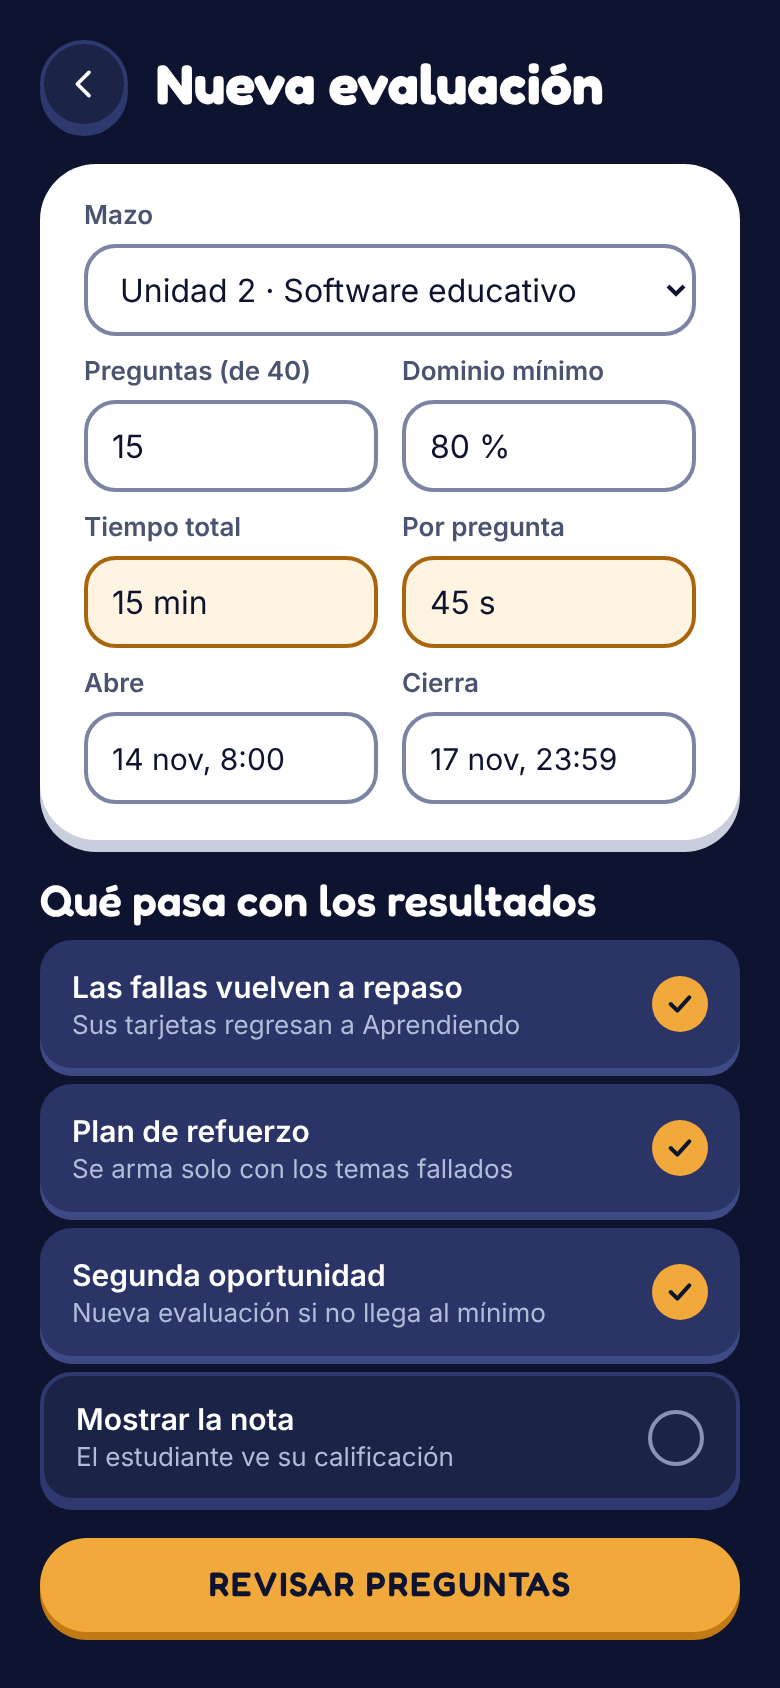 Nueva evaluación
Mazo
Unidad 2 · Software educativo
Preguntas (de 40)
Dominio mínimo
15
80 %
Tiempo total
Por pregunta
15 min
45 s
Abre
Cierra
14 nov, 8:00
17 nov, 23:59
Qué pasa con los resultados
Las fallas vuelven a repaso
Sus tarjetas regresan a Aprendiendo
Plan de refuerzo
Se arma solo con los temas fallados
Segunda oportunidad
Nueva evaluación si no llega al mínimo
Mostrar la nota
El estudiante ve su calificación
REVISAR PREGUNTAS